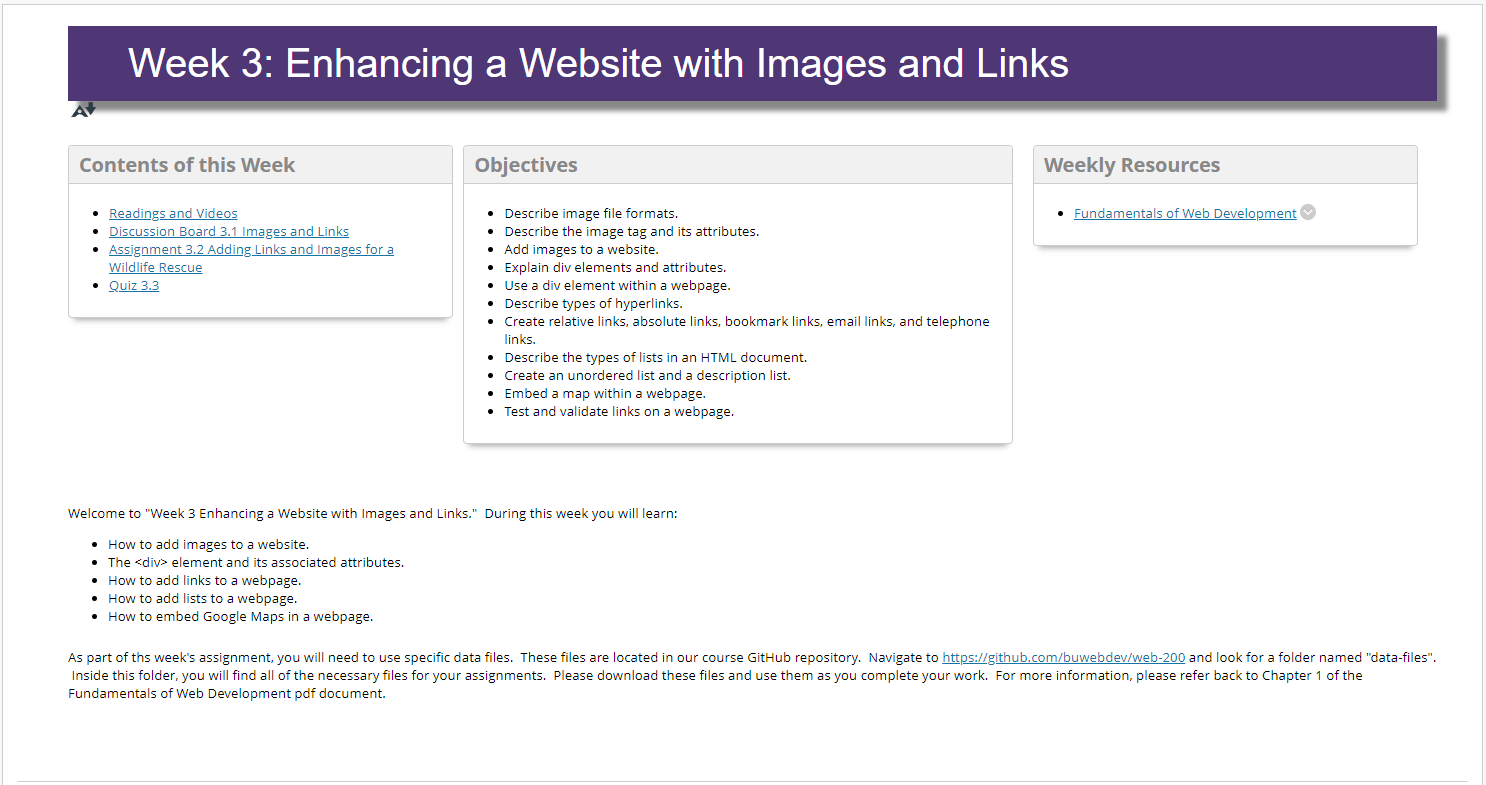 Week 3: Enhancing a Website with Images and Links
Contents of this Week
Readings and Videos
Discussion Board 3.1 Images and Links
Assignment 3.2 Adding Links and Images for a
Wildlife Rescue
Quiz 3.3
Objectives
Describe image file formats.
Describe the image tag and its attributes.
Add images to a website.
Explain div elements and attributes.
Use a div element within a webpage.
Describe types of hyperlinks.
Create relative links, absolute links, bookmark links, email links, and telephone
links.
Describe the types of lists in an HTML document.
Create an unordered list and a description list.
Embed a map within a webpage.
Test and validate links on a webpage.
Weekly Resources
Fundamentals of Web Development
Welcome to "Week 3 Enhancing a Website with Images and Links."  During this week you will learn:
How to add images to a website.
The <div> element and its associated attributes.
How to add links to a webpage.
How to add lists to a webpage.
How to embed Google Maps in a webpage.
As part of ths week's assignment, you will need to use specific data files.  These files are located in our course GitHub repository.  Navigate to https://github.com/buwebdev/web-200 and look for a folder named "data-files".
Inside this folder, you will find all of the necessary files for your assignments.  Please download these files and use them as you complete your work.  For more information, please refer back to Chapter 1 of the
Fundamentals of Web Development pdf document.